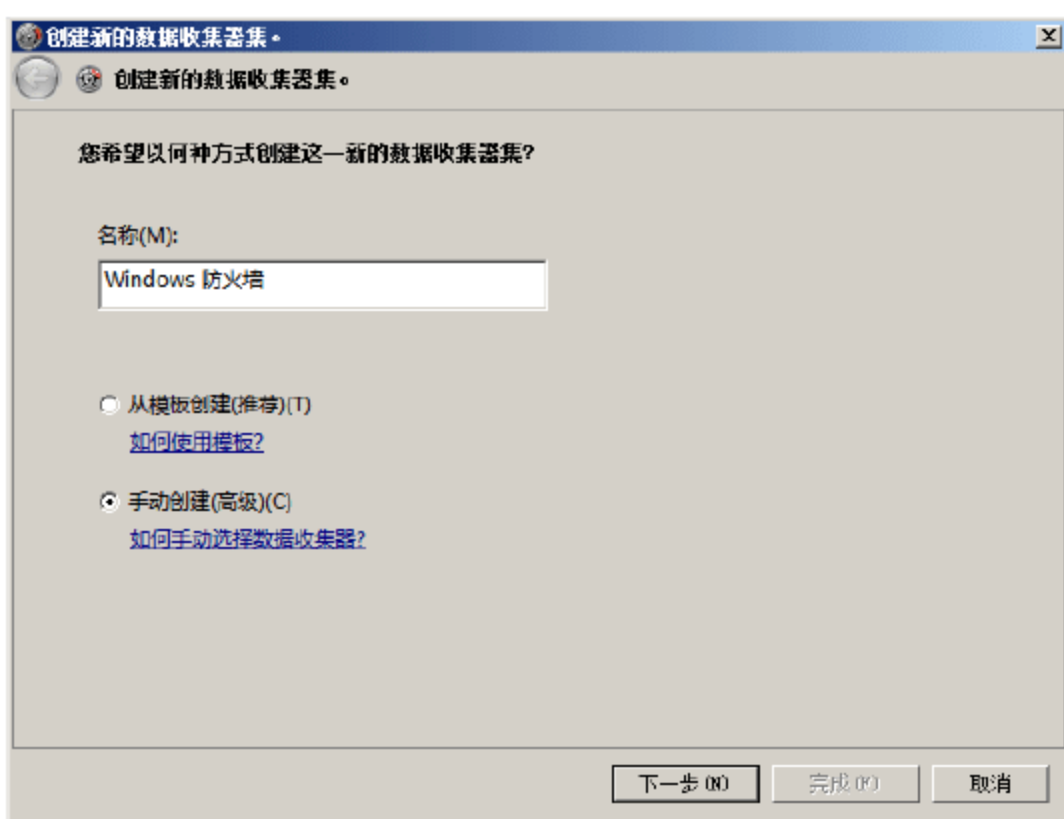 创建新的数据收集器集。
创建新的数据收集器集。
您希望以何种方式创建这一新的数据收集器集?
名称(M):
Windows 防火墙
从模板创建(推荐)(T)
如何使用模板?
手动创建(高级)(C)
如何手动选择数据收集器?
下一步(N)
完成(F)
取消